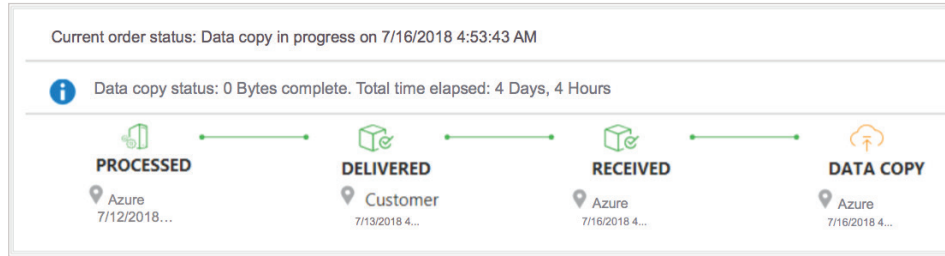 Current order status: Data copy in progress on 7/16/2018 4:53:43 AM
Data copy status: 0 Bytes complete. Total time elapsed: 4 Days, 4 Hours
PROCESSED DELIVERED RECEIVED DATA COPY
Azure Customer Azure Azure
7/12/2018... 7/13/2018 4... 7/16/2018 4... 7/16/2018 4...